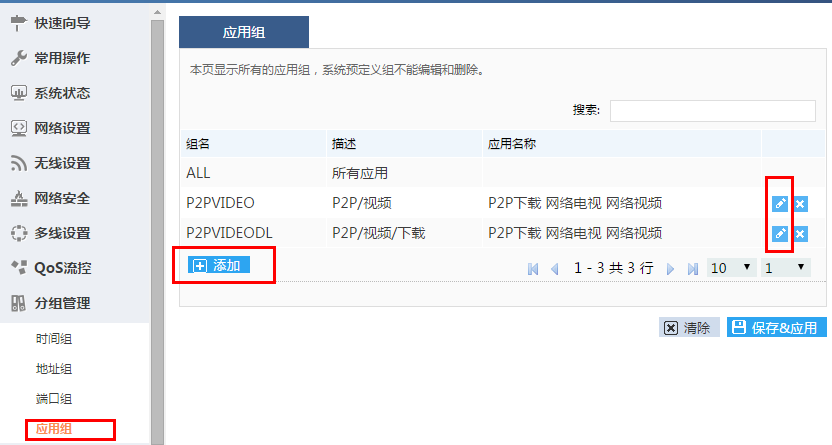 快速向导
常用操作
系统状态
网络设置
无线设置
网络安全
多线设置
QoS流控
分组管理
时间组
地址组
端口组
应用组
应用组
本页显示所有的应用组，系统预定义组不能编辑和删除。
搜索:
组名 描述 应用名称
ALL 所有应用
P2PVIDEO P2P/视频 P2P下载 网络电视 网络视频
P2PVIDEODL P2P/视频/下载 P2P下载 网络电视 网络视频
添加 1 - 3 共 3 行 10 1
清除 保存&应用